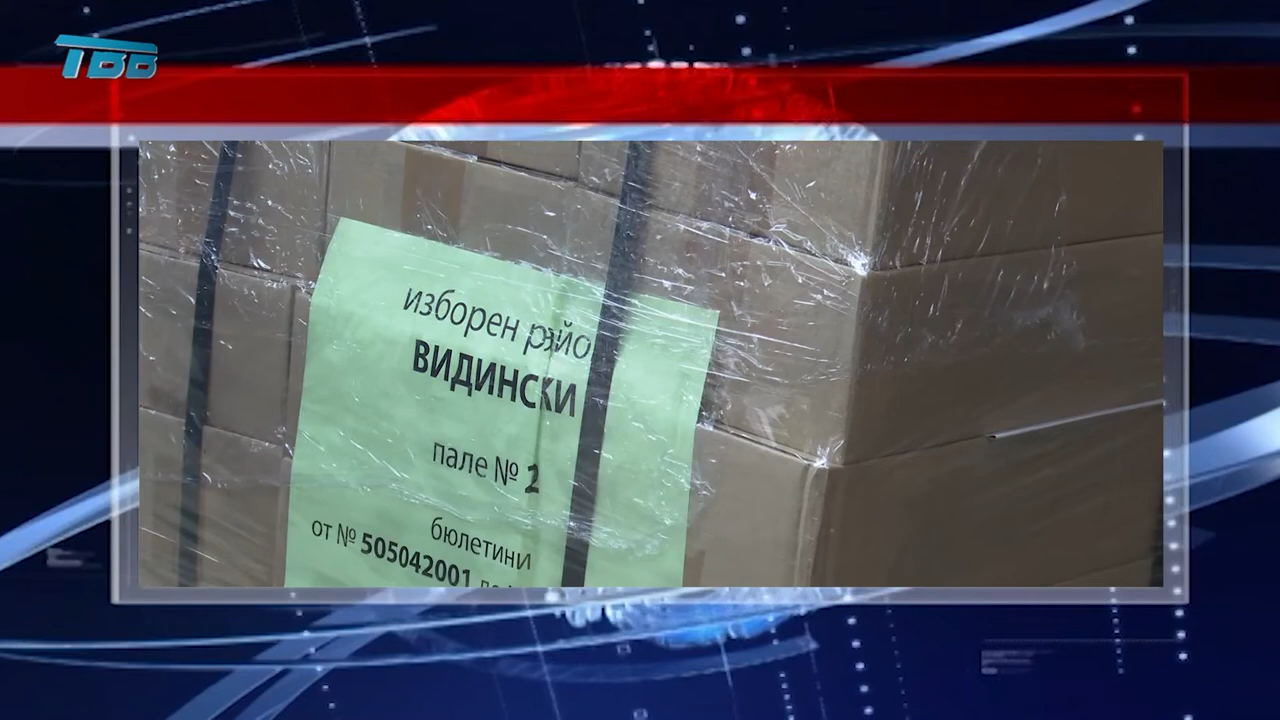 ТВВ
изборен райо
ВИДИНСКИ
пале № 2
бюлетини
от № 505042001